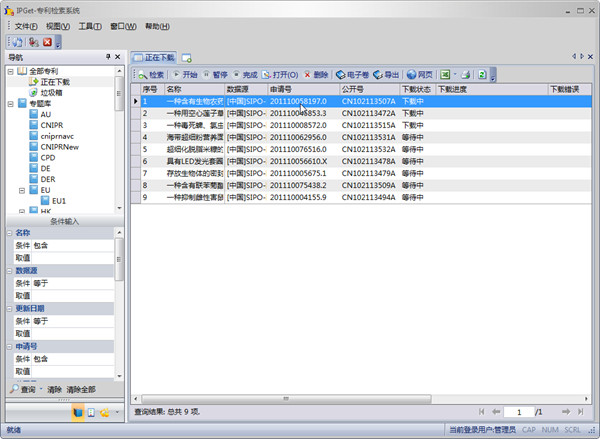 IPGet-专利检索系统
文件(F) 视图(V) 工具(T) 窗口(W) 帮助(H)
导航
全部专利
正在下载
垃圾箱
专题库
AU
CNIPR
cniprnavc
CNIPRNew
CPD
DE
DER
EU
EU1
HK
条件输入
名称
条件 包含
取值
数据源
条件 等于
取值
更新日期
条件 等于
取值
申请号
条件 包含
取值
查询 清除 清除全部
正在下载
检索 开始 暂停 完成 打开(O) 删除 电子卷 导出 网页
序号 名称 数据源 申请号 公开号 下载状态 下载进度 下载错误
1 一种含有生物农药 [中国]SIPO- 201110058197.0 CN102113507A 下载中
2 一种用空心莲子草 [中国]SIPO- 201110048853.3 CN102113472A 下载中
3 一种毒死蜱、氯虫 [中国]SIPO- 201110008572.0 CN102113515A 下载中
4 海带超细粉营养面 [中国]SIPO- 201110060956.0 CN102113531A 等待中
5 超细化脱脂米糠的 [中国]SIPO- 201110076516.0 CN102113532A 等待中
6 具有LED发光赛圆 [中国]SIPO- 201110056610.X CN102113478A 等待中
7 存放生物体的密封 [中国]SIPO- 201110005675.1 CN102113479A 等待中
8 一种含有联苯菊酯 [中国]SIPO- 201110075438.2 CN102113509A 等待中
9 一种抑制雌性害鼠 [中国]SIPO- 201110004155.9 CN102113494A 等待中
查询结果: 总共 9 项,
1 /1
就绪
当前登录用户:管理员 CAP NUM SCRL